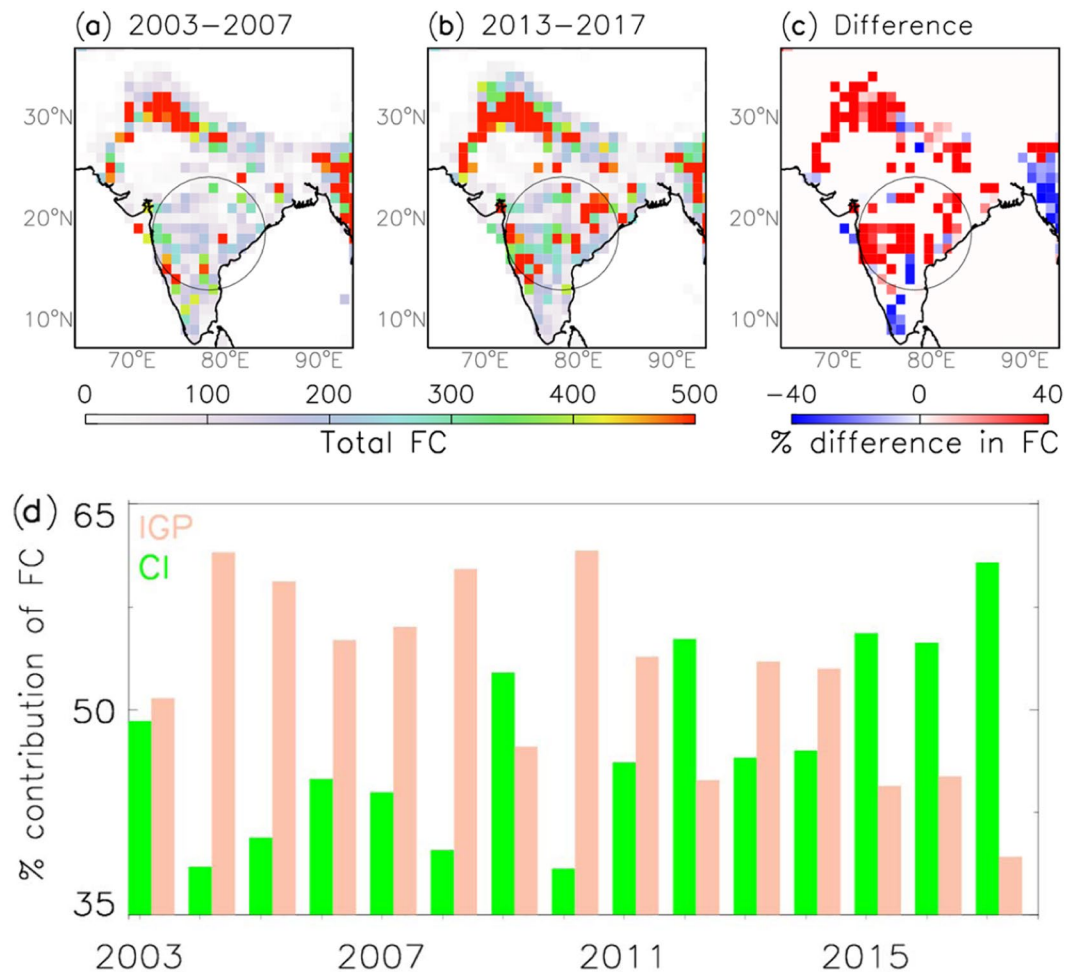 (a) 2003-2007
(b) 2013-2017
(c) Difference
30°N
20°N
10°N
70°E 80°E 90°E
30°N
20°N
10°N
70°E 80°E 90°E
30°N
20°N
10°N
70°E 80°E 90°E
0 100 200 300 400 500
Total FC
-40 0 40
% difference in FC
(d)
65
50
35
% contribution of FC
IGP
CI
2003 2007 2011 2015